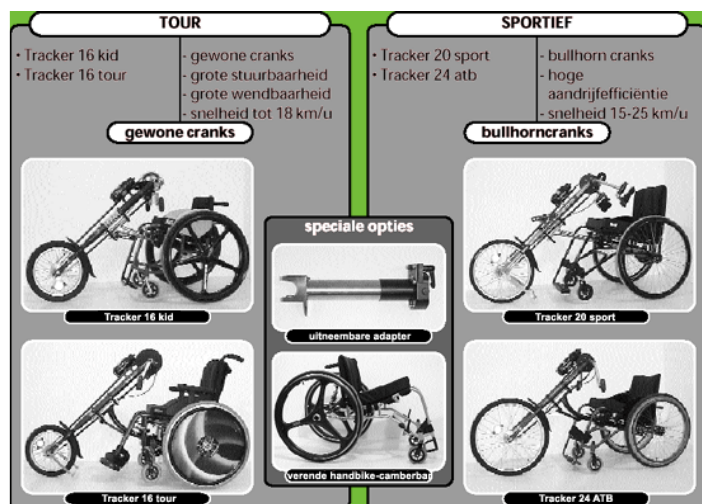 TOUR
• Tracker 16 kid
• Tracker 16 tour
- gewone cranks
- grote stuurbaarheid
- grote wendbaarheid
- snelheid tot 18 km/u
gewone cranks
Tracker 16 kid
Tracker 16 tour
speciale opties
uitneembare adapter
verende handbike-camberbar
SPORTIEF
• Tracker 20 sport
• Tracker 24 atb
- bullhorn cranks
- hoge
aandrijfefficiëntie
- snelheid 15-25 km/u
bullhorncranks
Tracker 20 sport
Tracker 24 ATB